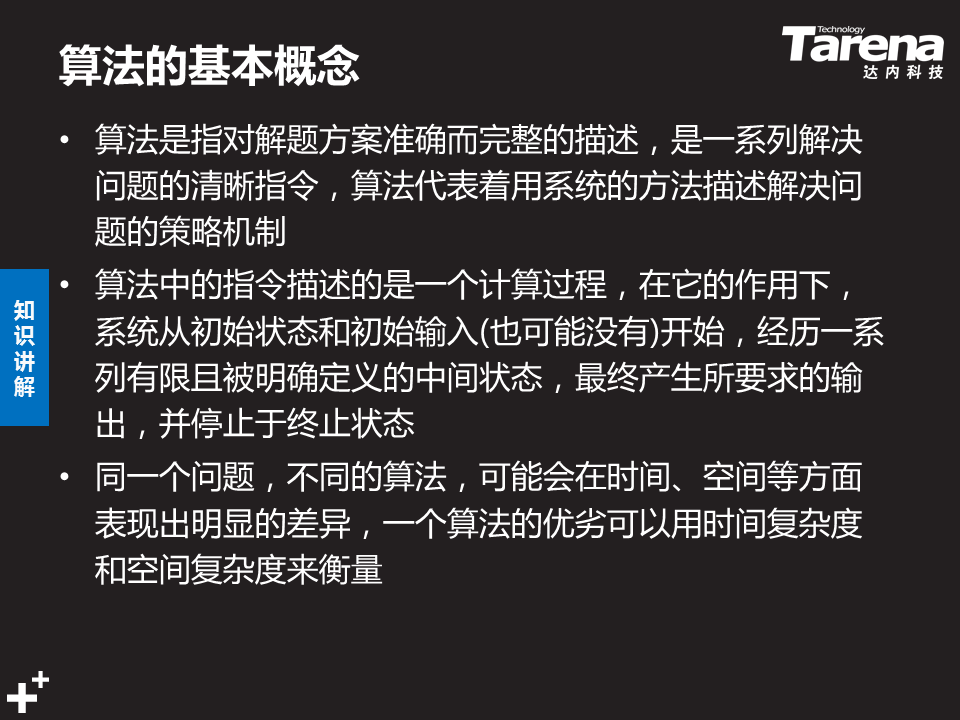 算法的基本概念
Technology
Tarena
达内科技
• 算法是指对解题方案准确而完整的描述，是一系列解决
问题的清晰指令，算法代表着用系统的方法描述解决问
题的策略机制
• 算法中的指令描述的是一个计算过程，在它的作用下，
系统从初始状态和初始输入(也可能没有)开始，经历一系
列有限且被明确定义的中间状态，最终产生所要求的输
出，并停止于终止状态
• 同一个问题，不同的算法，可能会在时间、空间等方面
表现出明显的差异，一个算法的优劣可以用时间复杂度
和空间复杂度来衡量
知
识
讲
解